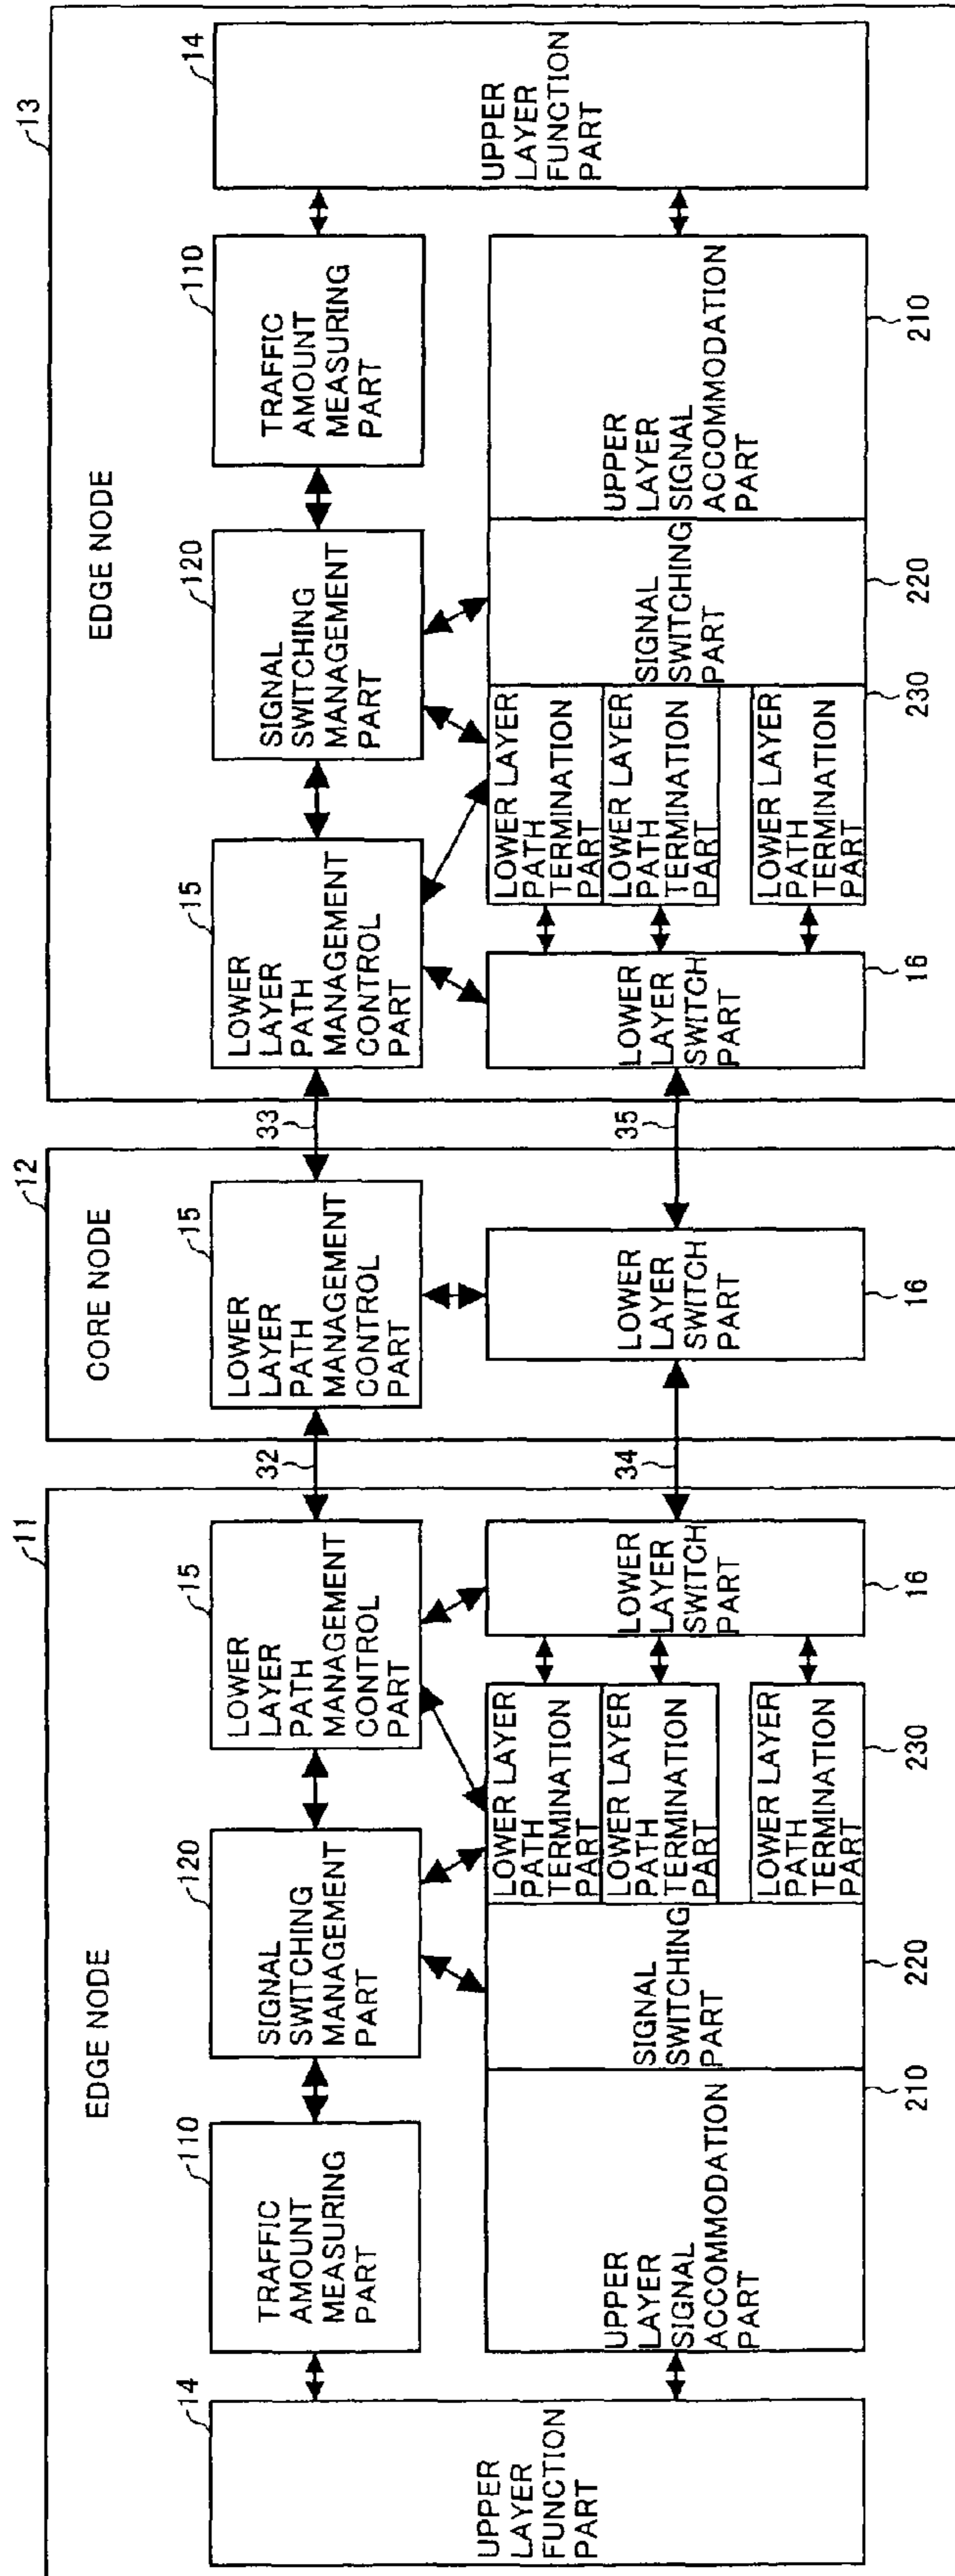 11
EDGE NODE
14
UPPER
LAYER
FUNCTION
PART
110
TRAFFIC
AMOUNT
MEASURING
PART
120
SIGNAL
SWITCHING
MANAGEMENT
PART
15
LOWER
LAYER
PATH
MANAGEMENT
CONTROL
PART
UPPER
LAYER
SIGNAL
ACCOMMODATION
PART
210
SIGNAL
SWITCHING
PART
220
LOWER LAYER
PATH
TERMINATION
PART
LOWER LAYER
PATH
TERMINATION
PART
LOWER LAYER
PATH
TERMINATION
PART
230
LOWER
LAYER
SWITCH
PART
16
32
34
12
CORE NODE
15
LOWER
LAYER
PATH
MANAGEMENT
CONTROL
PART
LOWER
LAYER
SWITCH
PART
16
33
35
13
EDGE NODE
15
LOWER
LAYER
PATH
MANAGEMENT
CONTROL
PART
120
SIGNAL
SWITCHING
MANAGEMENT
PART
110
TRAFFIC
AMOUNT
MEASURING
PART
14
UPPER
LAYER
FUNCTION
PART
LOWER
LAYER
SWITCH
PART
16
LOWER LAYER
PATH
TERMINATION
PART
LOWER LAYER
PATH
TERMINATION
PART
LOWER LAYER
PATH
TERMINATION
PART
230
SIGNAL
SWITCHING
PART
220
UPPER
LAYER
SIGNAL
ACCOMMODATION
PART
210